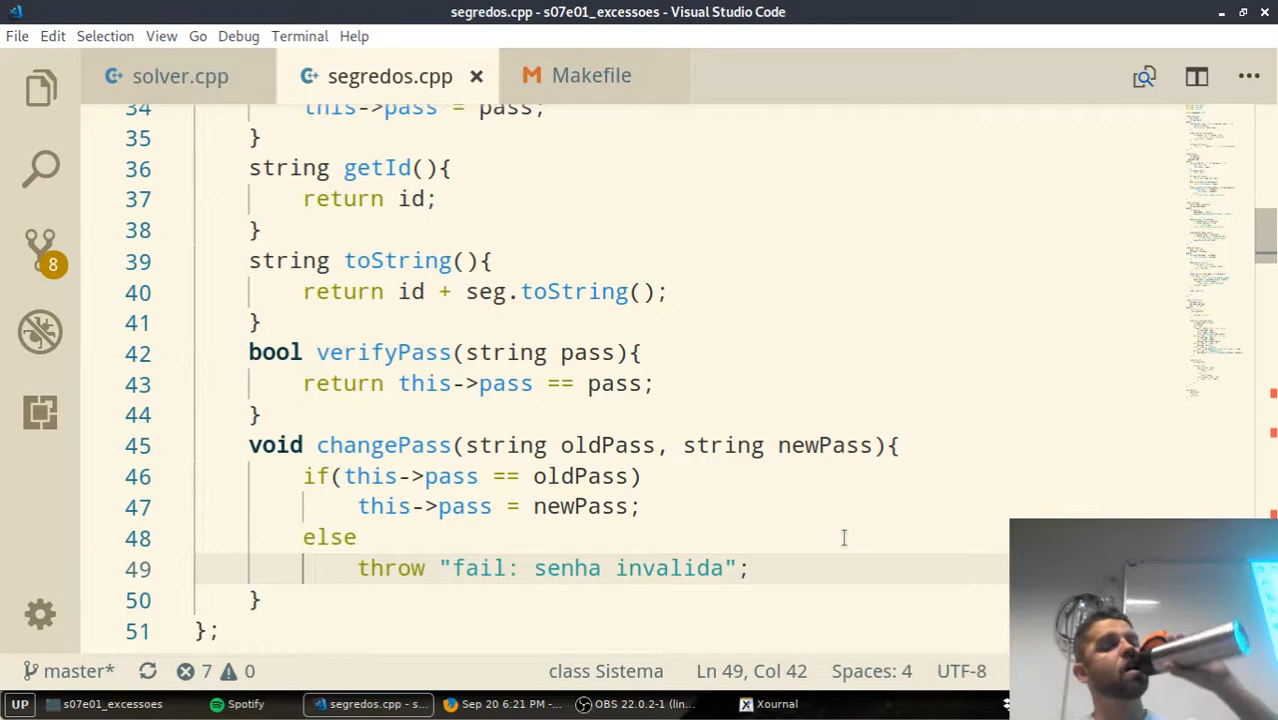 segredos.cpp - s07e01_excessoes - Visual Studio Code
File Edit Selection View Go Debug Terminal Help
solver.cpp segredos.cpp Makefile
34 this->pass = pass;
35 }
36 string getId(){
37 return id;
38 }
39 string toString(){
40 return id + seg.toString();
41 }
42 bool verifyPass(string pass){
43 return this->pass == pass;
44 }
45 void changePass(string oldPass, string newPass){
46 if(this->pass == oldPass)
47 this->pass = newPass;
48 else
49 throw "fail: senha invalida";
50 }
51 };
8
master* 7 0 class Sistema Ln 49, Col 42 Spaces: 4 UTF-8
UP s07e01_excessoes Spotify segredos.cpp - s... Sep 20 6:21 PM -... OBS 22.0.2-1 (lin... Xournal